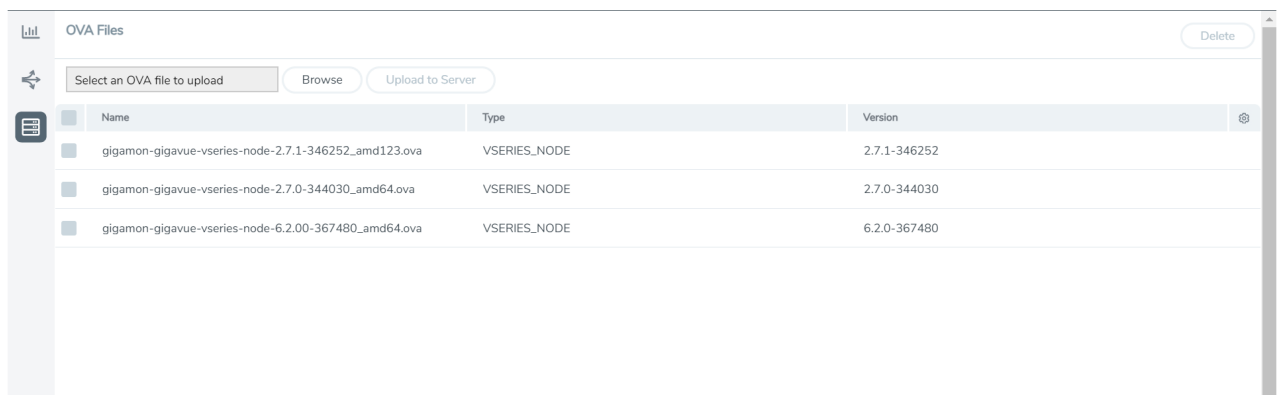 OVA Files
Delete
Select an OVA file to upload Browse Upload to Server
Name Type Version
gigamon-gigavue-vseries-node-2.7.1-346252_amd123.ova VSERIES_NODE 2.7.1-346252
gigamon-gigavue-vseries-node-2.7.0-344030_amd64.ova VSERIES_NODE 2.7.0-344030
gigamon-gigavue-vseries-node-6.2.00-367480_amd64.ova VSERIES_NODE 6.2.0-367480